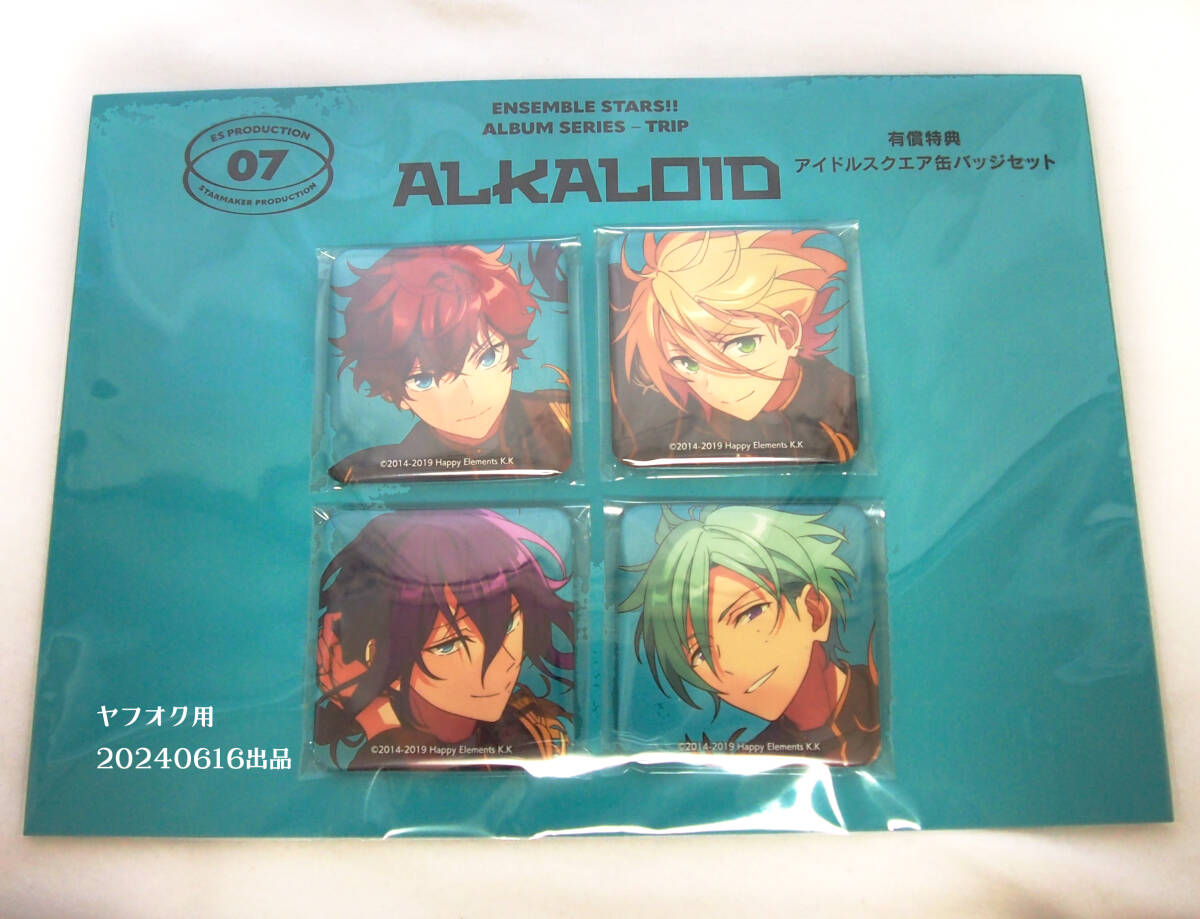 ES PRODUCTION
07
STARMAKER PRODUCTION
ENSEMBLE STARS!!
ALBUM SERIES – TRIP
ALKALOID
有償特典
アイドルスクエア缶バッジセット
©2014-2019 Happy Elements K.K
©2014-2019 Happy Elements K.K
©2014-2019 Happy Elements K.K
©2014-2019 Happy Elements K.K
ヤフオク用
20240616出品